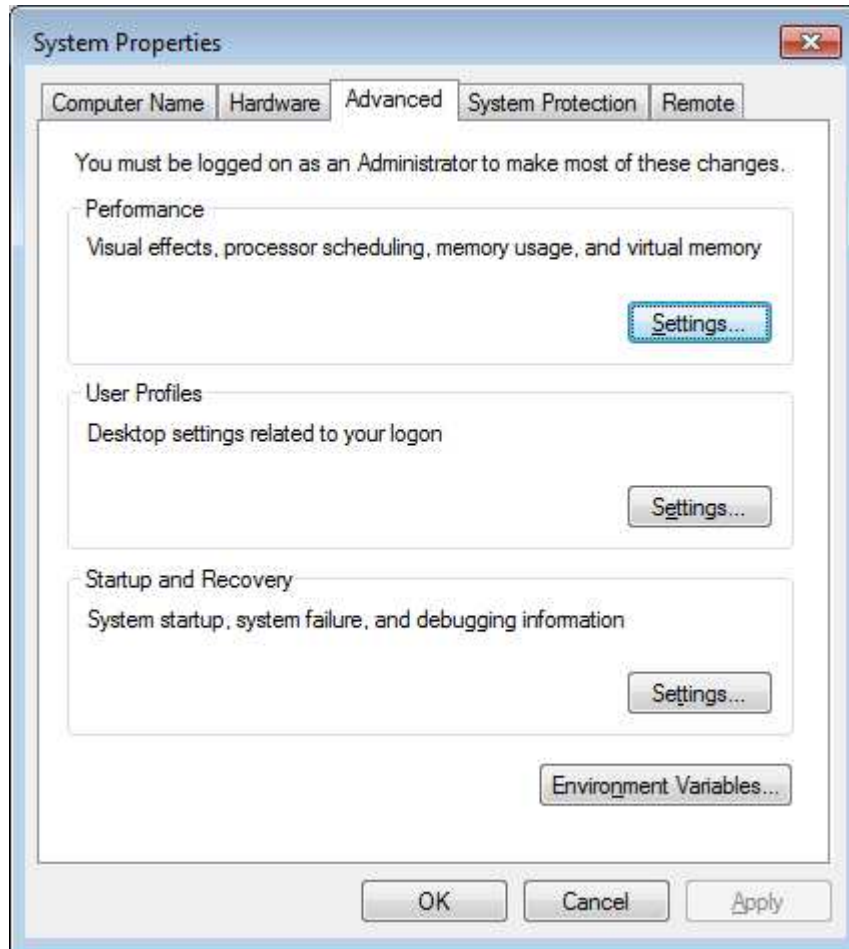 System Properties
Computer Name Hardware Advanced System Protection Remote
You must be logged on as an Administrator to make most of these changes.
Performance
Visual effects, processor scheduling, memory usage, and virtual memory
Settings...
User Profiles
Desktop settings related to your logon
Settings...
Startup and Recovery
System startup, system failure, and debugging information
Settings...
Environment Variables...
OK Cancel Apply